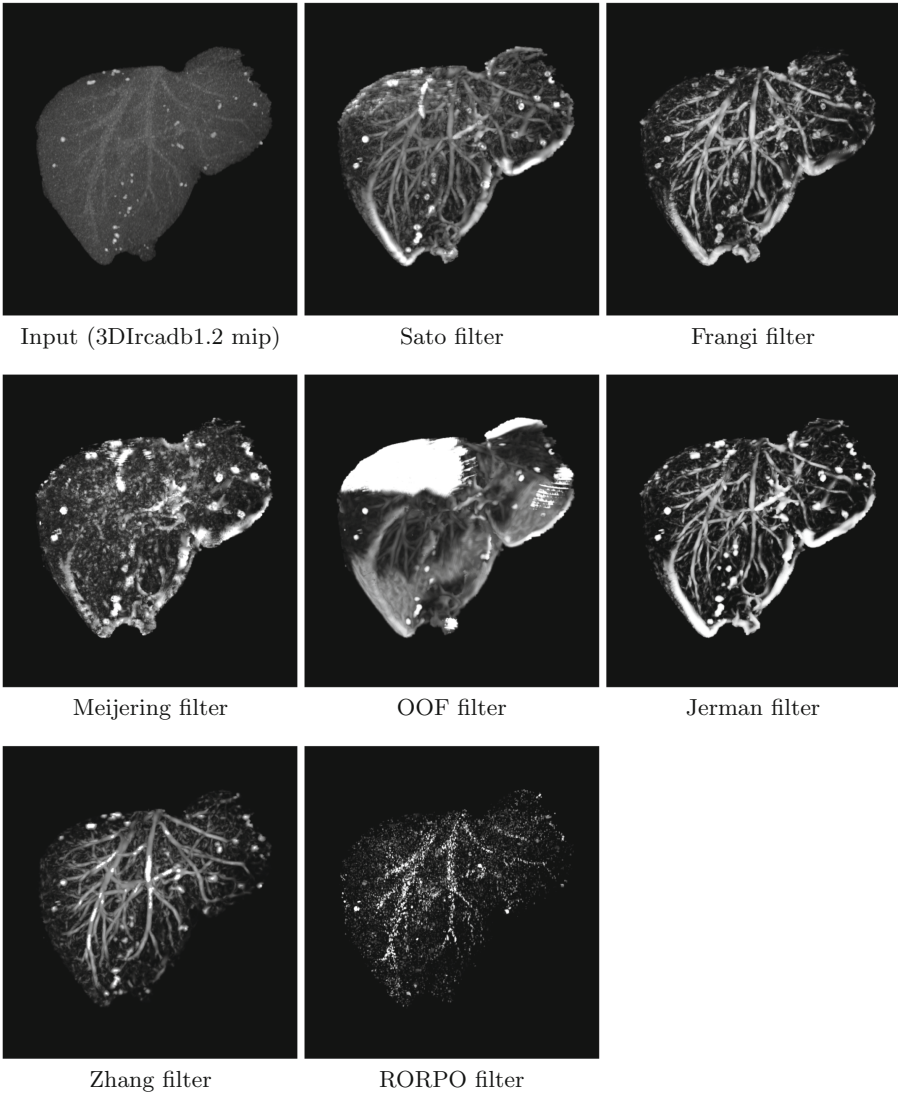 Input (3DIrcadb1.2 mip)
Sato filter
Frangi filter
Meijering filter
OOF filter
Jerman filter
Zhang filter
RORPO filter